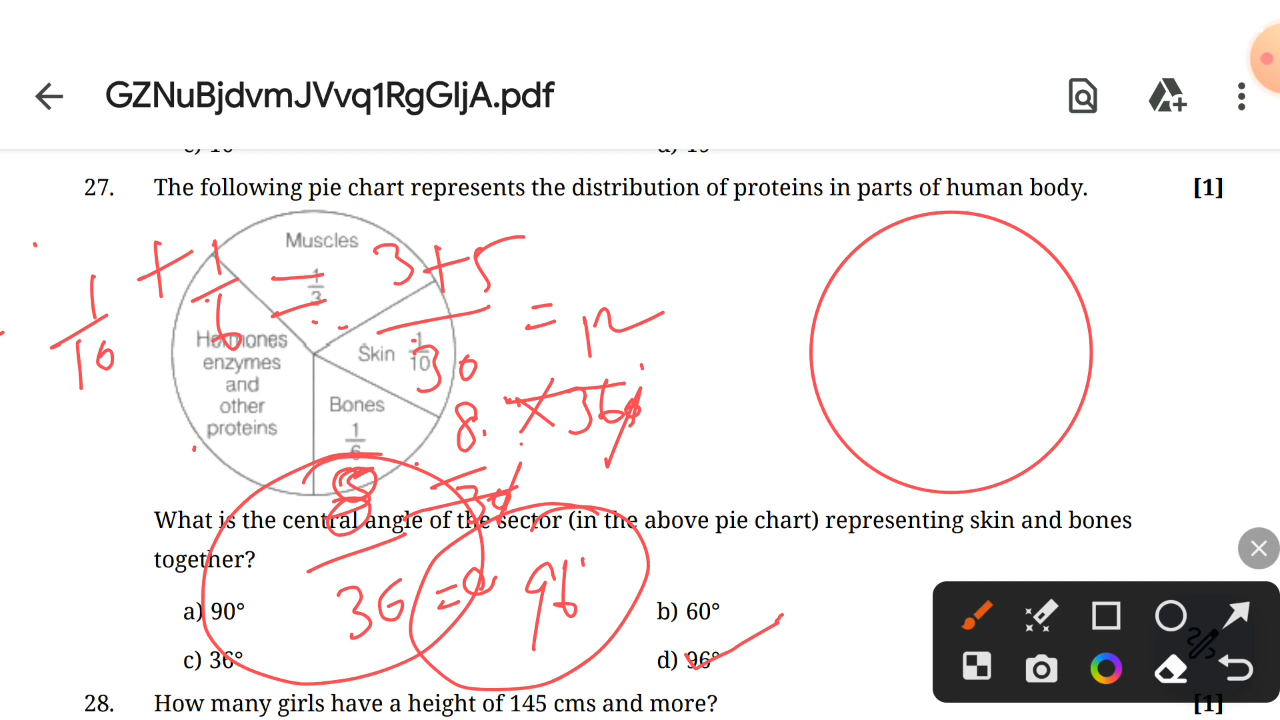 GZNuBjdvmJVvq1RgGIjA.pdf
27. The following pie chart represents the distribution of proteins in parts of human body. [1]
Muscles
1/3
Hormones
enzymes
and
other
proteins
Skin 1/10
Bones
1/6
1/10 + 1/6 = 3+5/30 =
8/30 × 360
8/30 = 96°
What is the central angle of the sector (in the above pie chart) representing skin and bones
together?
a) 90° b) 60°
c) 36° d) 96°
28. How many girls have a height of 145 cms and more? [1]